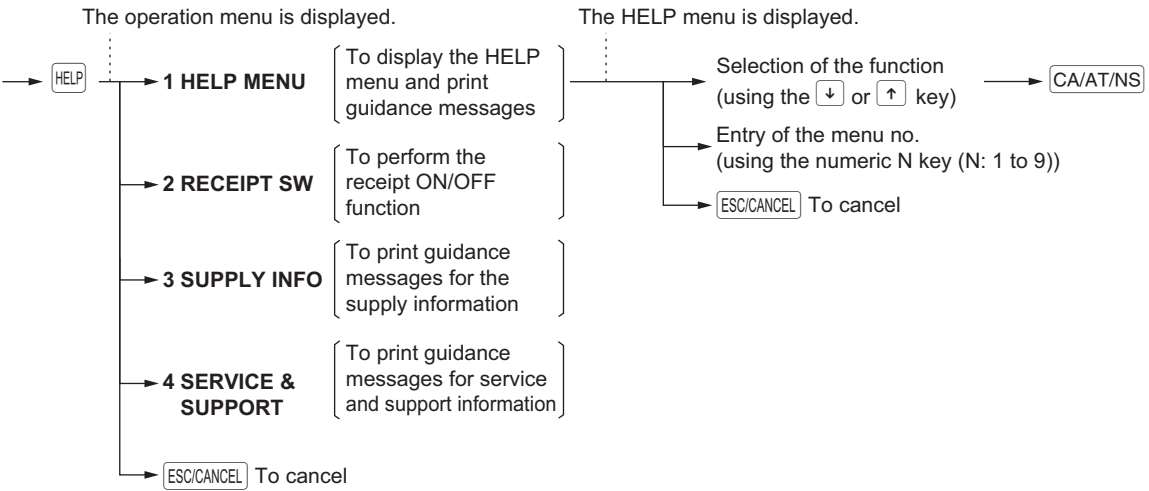 The operation menu is displayed.
The HELP menu is displayed.
HELP
1 HELP MENU
To display the HELP
menu and print
guidance messages
Selection of the function
(using the ↓ or ↑ key)
CA/AT/NS
Entry of the menu no.
(using the numeric N key (N: 1 to 9))
ESC/CANCEL To cancel
2 RECEIPT SW
To perform the
receipt ON/OFF
function
3 SUPPLY INFO
To print guidance
messages for the
supply information
4 SERVICE &
SUPPORT
To print guidance
messages for service
and support information
ESC/CANCEL To cancel